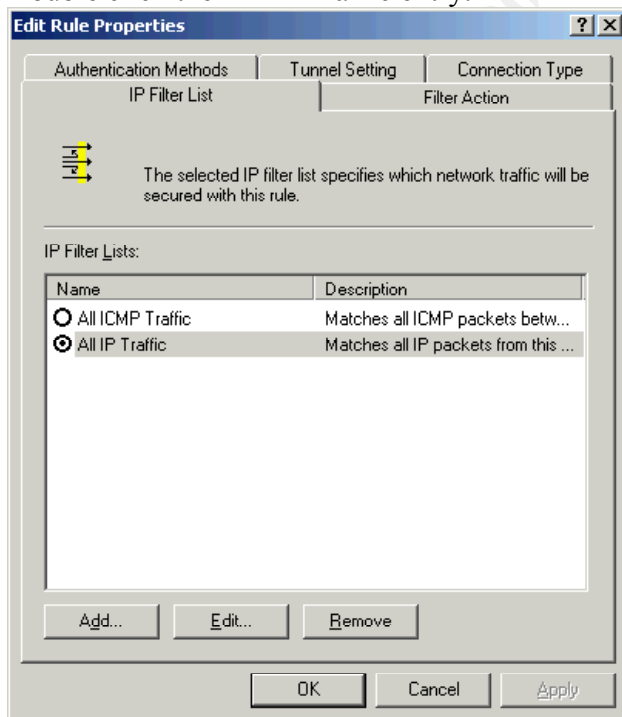 Edit Rule Properties
Authentication Methods Tunnel Setting Connection Type
IP Filter List Filter Action
The selected IP filter list specifies which network traffic will be
secured with this rule.
IP Filter Lists:
Name Description
All ICMP Traffic Matches all ICMP packets betw...
All IP Traffic Matches all IP packets from this ...
Add... Edit... Remove
OK Cancel Apply